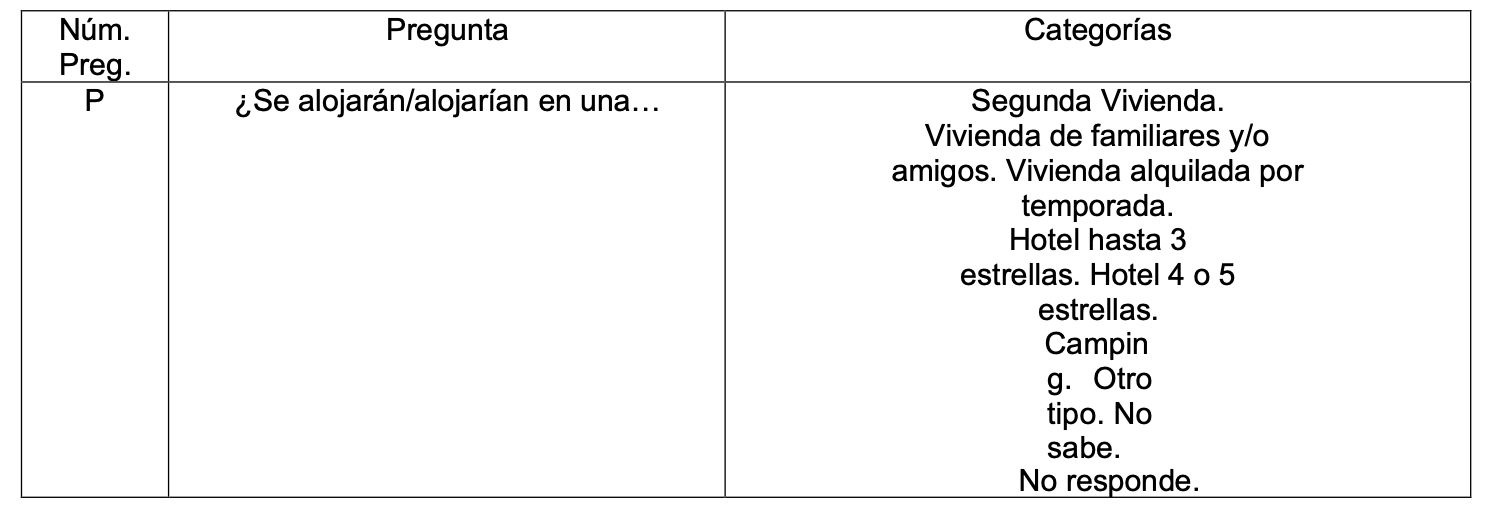 Núm.
Preg.
Pregunta
Categorías
P
¿Se alojarán/alojarían en una…
Segunda Vivienda.
Vivienda de familiares y/o
amigos. Vivienda alquilada por
temporada.
Hotel hasta 3
estrellas. Hotel 4 o 5
estrellas.
Campin
g. Otro
tipo. No
sabe.
No responde.